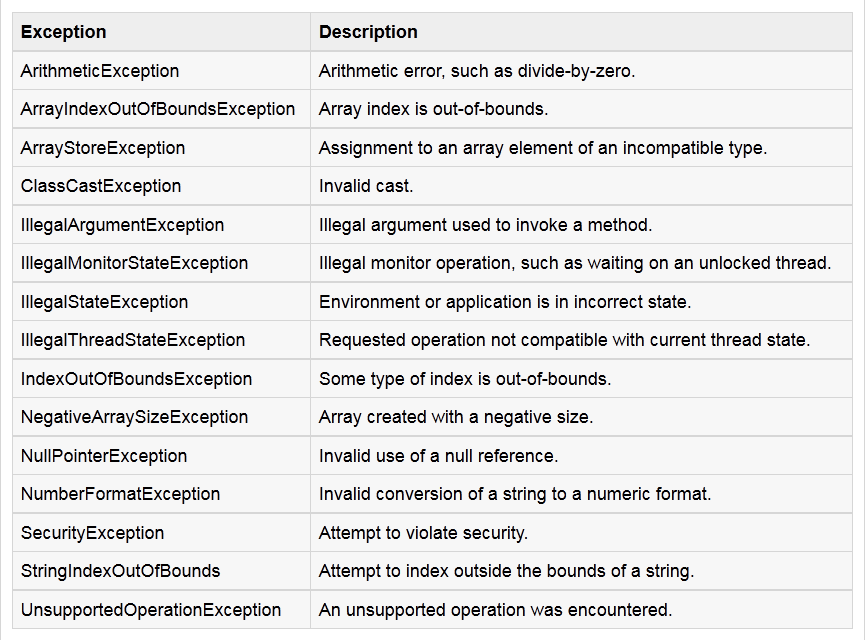 Exception Description
ArithmeticException Arithmetic error, such as divide-by-zero.
ArrayIndexOutOfBoundsException Array index is out-of-bounds.
ArrayStoreException Assignment to an array element of an incompatible type.
ClassCastException Invalid cast.
IllegalArgumentException Illegal argument used to invoke a method.
IllegalMonitorStateException Illegal monitor operation, such as waiting on an unlocked thread.
IllegalStateException Environment or application is in incorrect state.
IllegalThreadStateException Requested operation not compatible with current thread state.
IndexOutOfBoundsException Some type of index is out-of-bounds.
NegativeArraySizeException Array created with a negative size.
NullPointerException Invalid use of a null reference.
NumberFormatException Invalid conversion of a string to a numeric format.
SecurityException Attempt to violate security.
StringIndexOutOfBounds Attempt to index outside the bounds of a string.
UnsupportedOperationException An unsupported operation was encountered.